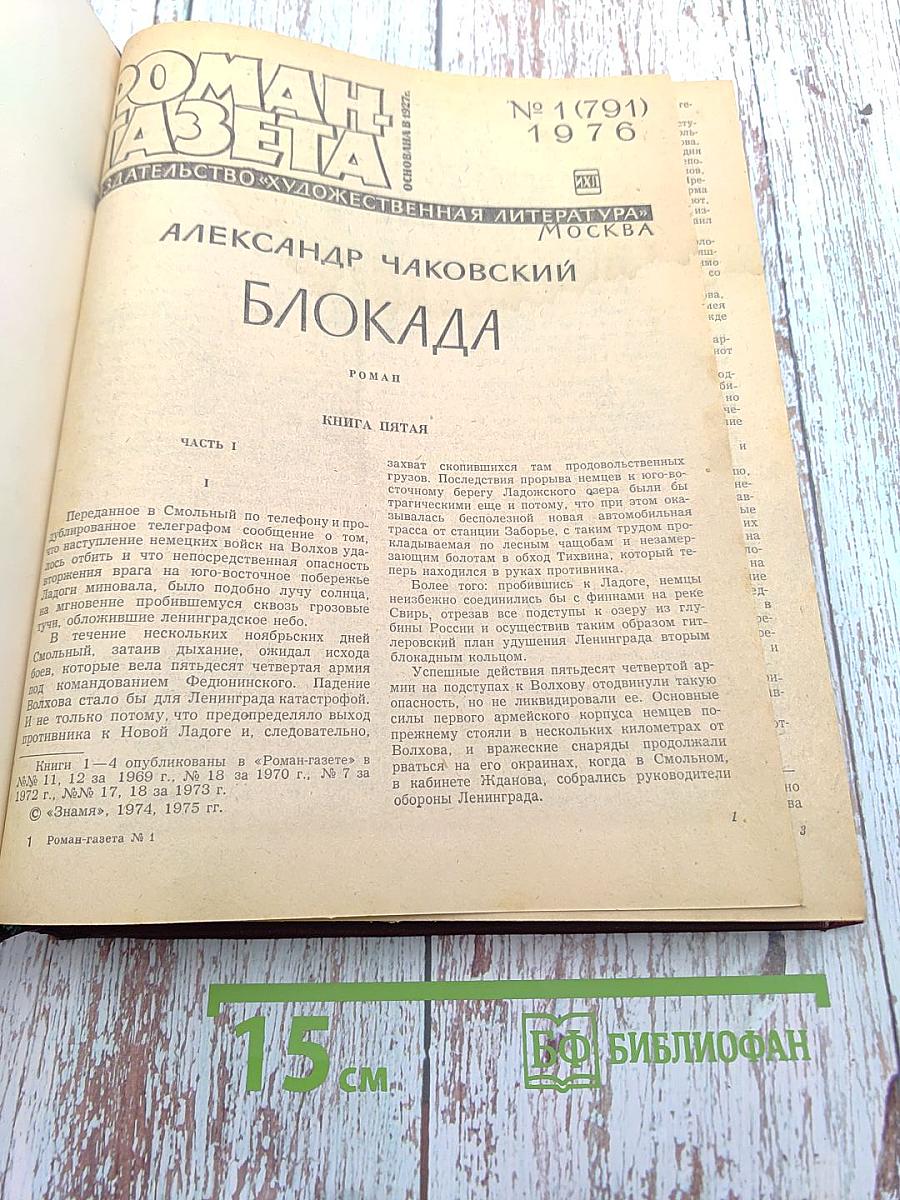 РОМАН-
ГАЗЕТА
ОСНОВАНА В 1927г.
№ 1(791)
1976
ИХЛ
ИЗДАТЕЛЬСТВО «ХУДОЖЕСТВЕННАЯ ЛИТЕРАТУРА»
МОСКВА
АЛЕКСАНДР ЧАКОВСКИЙ
БЛОКАДА
РОМАН
КНИГА ПЯТАЯ
ЧАСТЬ I
I
Переданное в Смольный по телефону и про-
дублированное телеграфом сообщение о том,
что наступление немецких войск на Волхов уда-
лось отбить и что непосредственная опасность
вторжения врага на юго-восточное побережье
Ладоги миновала, было подобно лучу солнца,
на мгновение пробившемуся сквозь грозовые
тучи, обложившие ленинградское небо.
В течение нескольких ноябрьских дней
Смольный, затаив дыхание, ожидал исхода
боев, которые вела пятьдесят четвертая армия
под командованием Федюнинского. Падение
Волхова стало бы для Ленинграда катастрофой.
И не только потому, что предопределяло выход
противника к Новой Ладоге и, следовательно,
Книги 1—4 опубликованы в «Роман-газете» в
№№ 11, 12 за 1969 г., № 18 за 1970 г., № 7 за
1972 г., №№ 17, 18 за 1973 г.
© «Знамя», 1974, 1975 гг.
1 Роман-газета № 1
захват скопившихся там продовольственных
грузов. Последствия прорыва немцев к юго-во-
сточному берегу Ладожского озера были бы
трагическими еще и потому, что при этом ока-
зывалась бесполезной новая автомобильная
трасса от станции Заборье, с таким трудом про-
кладываемая по лесным чащобам и незамер-
зающим болотам в обход Тихвина, который те-
перь находился в руках противника.
Более того: пробившись к Ладоге, немцы
неизбежно соединились бы с финнами на реке
Свирь, отрезав все подступы к озеру из глу-
бины России и осуществив таким образом гит-
леровский план удушения Ленинграда вторым
блокадным кольцом.
Успешные действия пятьдесят четвертой ар-
мии на подступах к Волхову отодвинули такую
опасность, но не ликвидировали ее. Основные
силы первого армейского корпуса немцев по-
прежнему стояли в нескольких километрах от
Волхова, и вражеские снаряды продолжали
рваться на его окраинах, когда в Смольном,
в кабинете Жданова, собрались руководители
обороны Ленинграда.
1
3
15 см
БФ БИБЛИОФАН